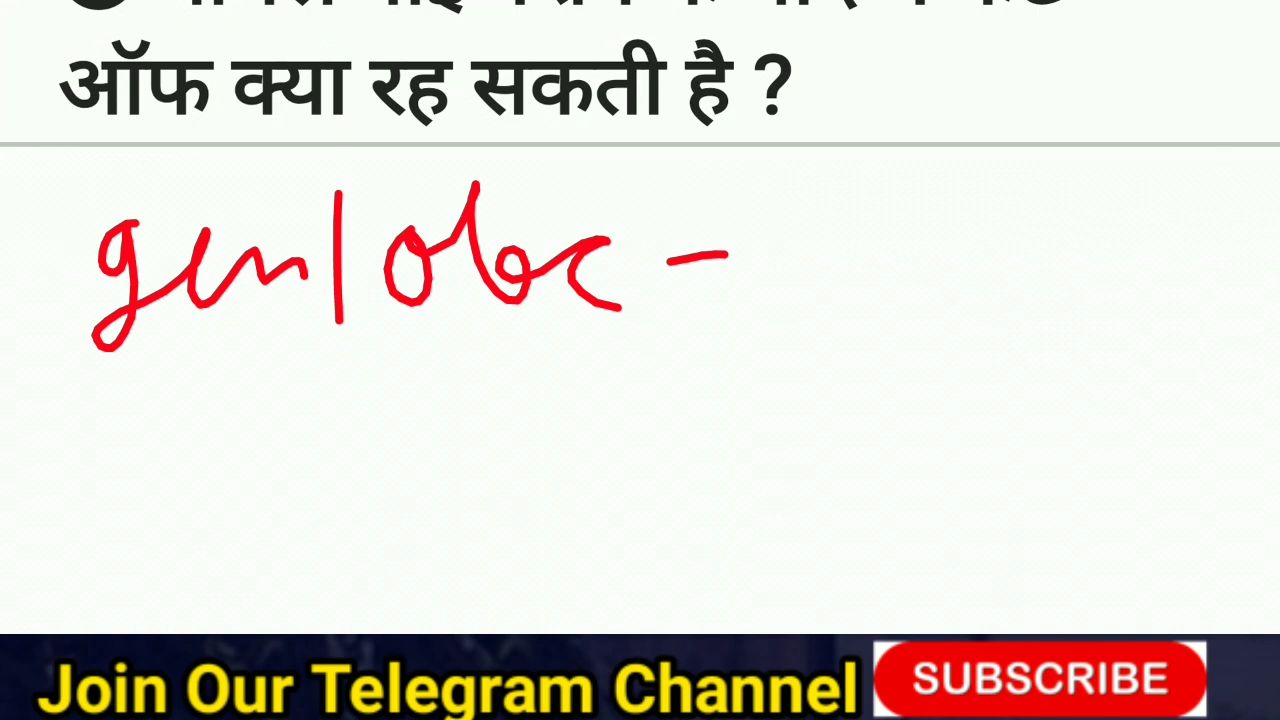 ऑफ क्या रह सकती है ?
gen/obc -
Join Our Telegram Channel
SUBSCRIBE